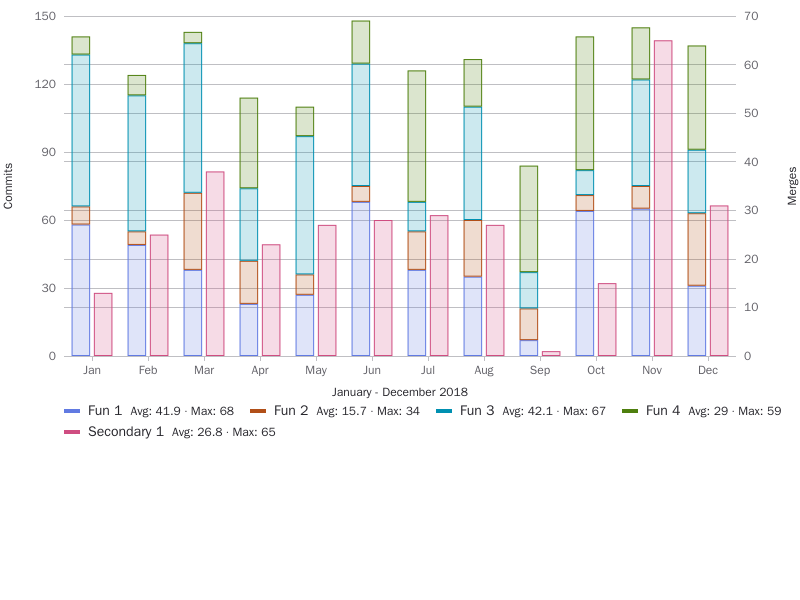 150
120
90
60
30
0
Commits
70
60
50
40
30
20
10
0
Merges
Jan Feb Mar Apr May Jun Jul Aug Sep Oct Nov Dec
January - December 2018
Fun 1 Avg: 41.9 · Max: 68 Fun 2 Avg: 15.7 · Max: 34 Fun 3 Avg: 42.1 · Max: 67 Fun 4 Avg: 29 · Max: 59
Secondary 1 Avg: 26.8 · Max: 65